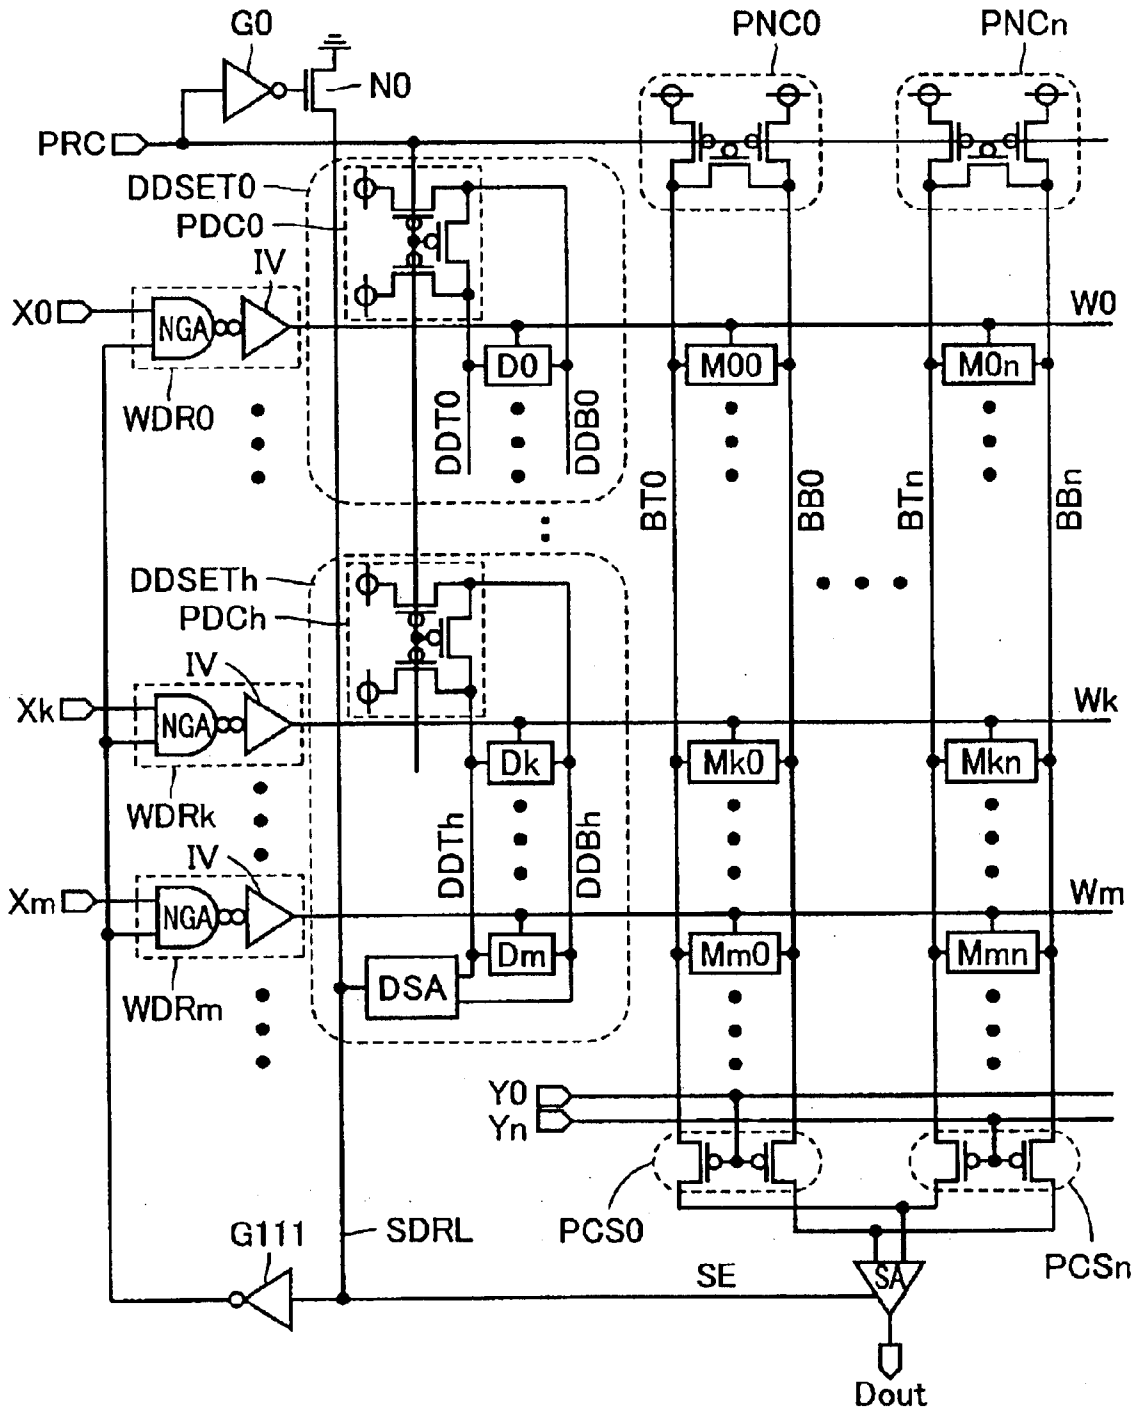 G0
PNC0
PNCn
N0
PRC
DDSET0
PDC0
IV
X0
NGA
W0
D0
M00
M0n
WDR0
DDT0
DDB0
BT0
BB0
BTn
BBn
DDSETh
PDCh
IV
Xk
NGA
Wk
Dk
Mk0
Mkn
WDRk
DDTh
DDBh
IV
Xm
NGA
Wm
Dm
Mm0
Mmn
WDRm
DSA
Y0
Yn
PCS0
PCSn
G111
SDRL
SE
SA
Dout